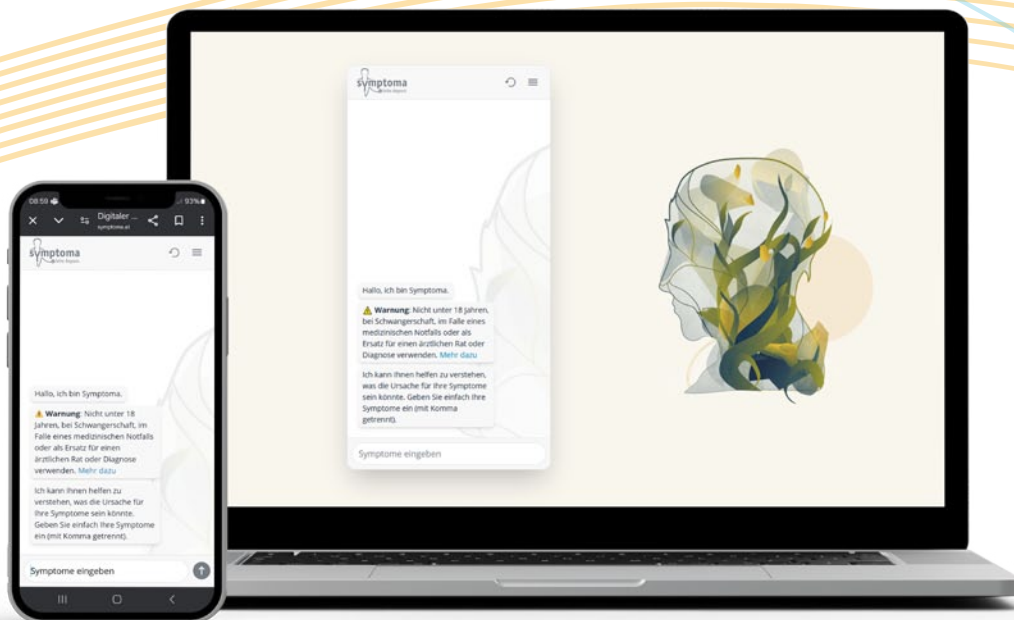 08:59
93%
Digitaler ...
symptoma.at
symptoma
Hallo, ich bin Symptoma.
⚠ Warnung: Nicht unter 18
Jahren, bei Schwangerschaft, im
Falle eines medizinischen Notfalls
oder als Ersatz für einen
ärztlichen Rat oder Diagnose
verwenden. Mehr dazu
Ich kann Ihnen helfen zu
verstehen, was die Ursache für
Ihre Symptome sein könnte.
Geben Sie einfach Ihre Symptome
ein (mit Komma getrennt).
Symptome eingeben
symptoma
Hallo, ich bin Symptoma.
⚠ Warnung: Nicht unter 18 Jahren,
bei Schwangerschaft, im Falle eines
medizinischen Notfalls oder als
Ersatz für einen ärztlichen Rat oder
Diagnose verwenden. Mehr dazu
Ich kann Ihnen helfen zu verstehen,
was die Ursache für Ihre Symptome
sein könnte. Geben Sie einfach Ihre
Symptome ein (mit Komma
getrennt).
Symptome eingeben